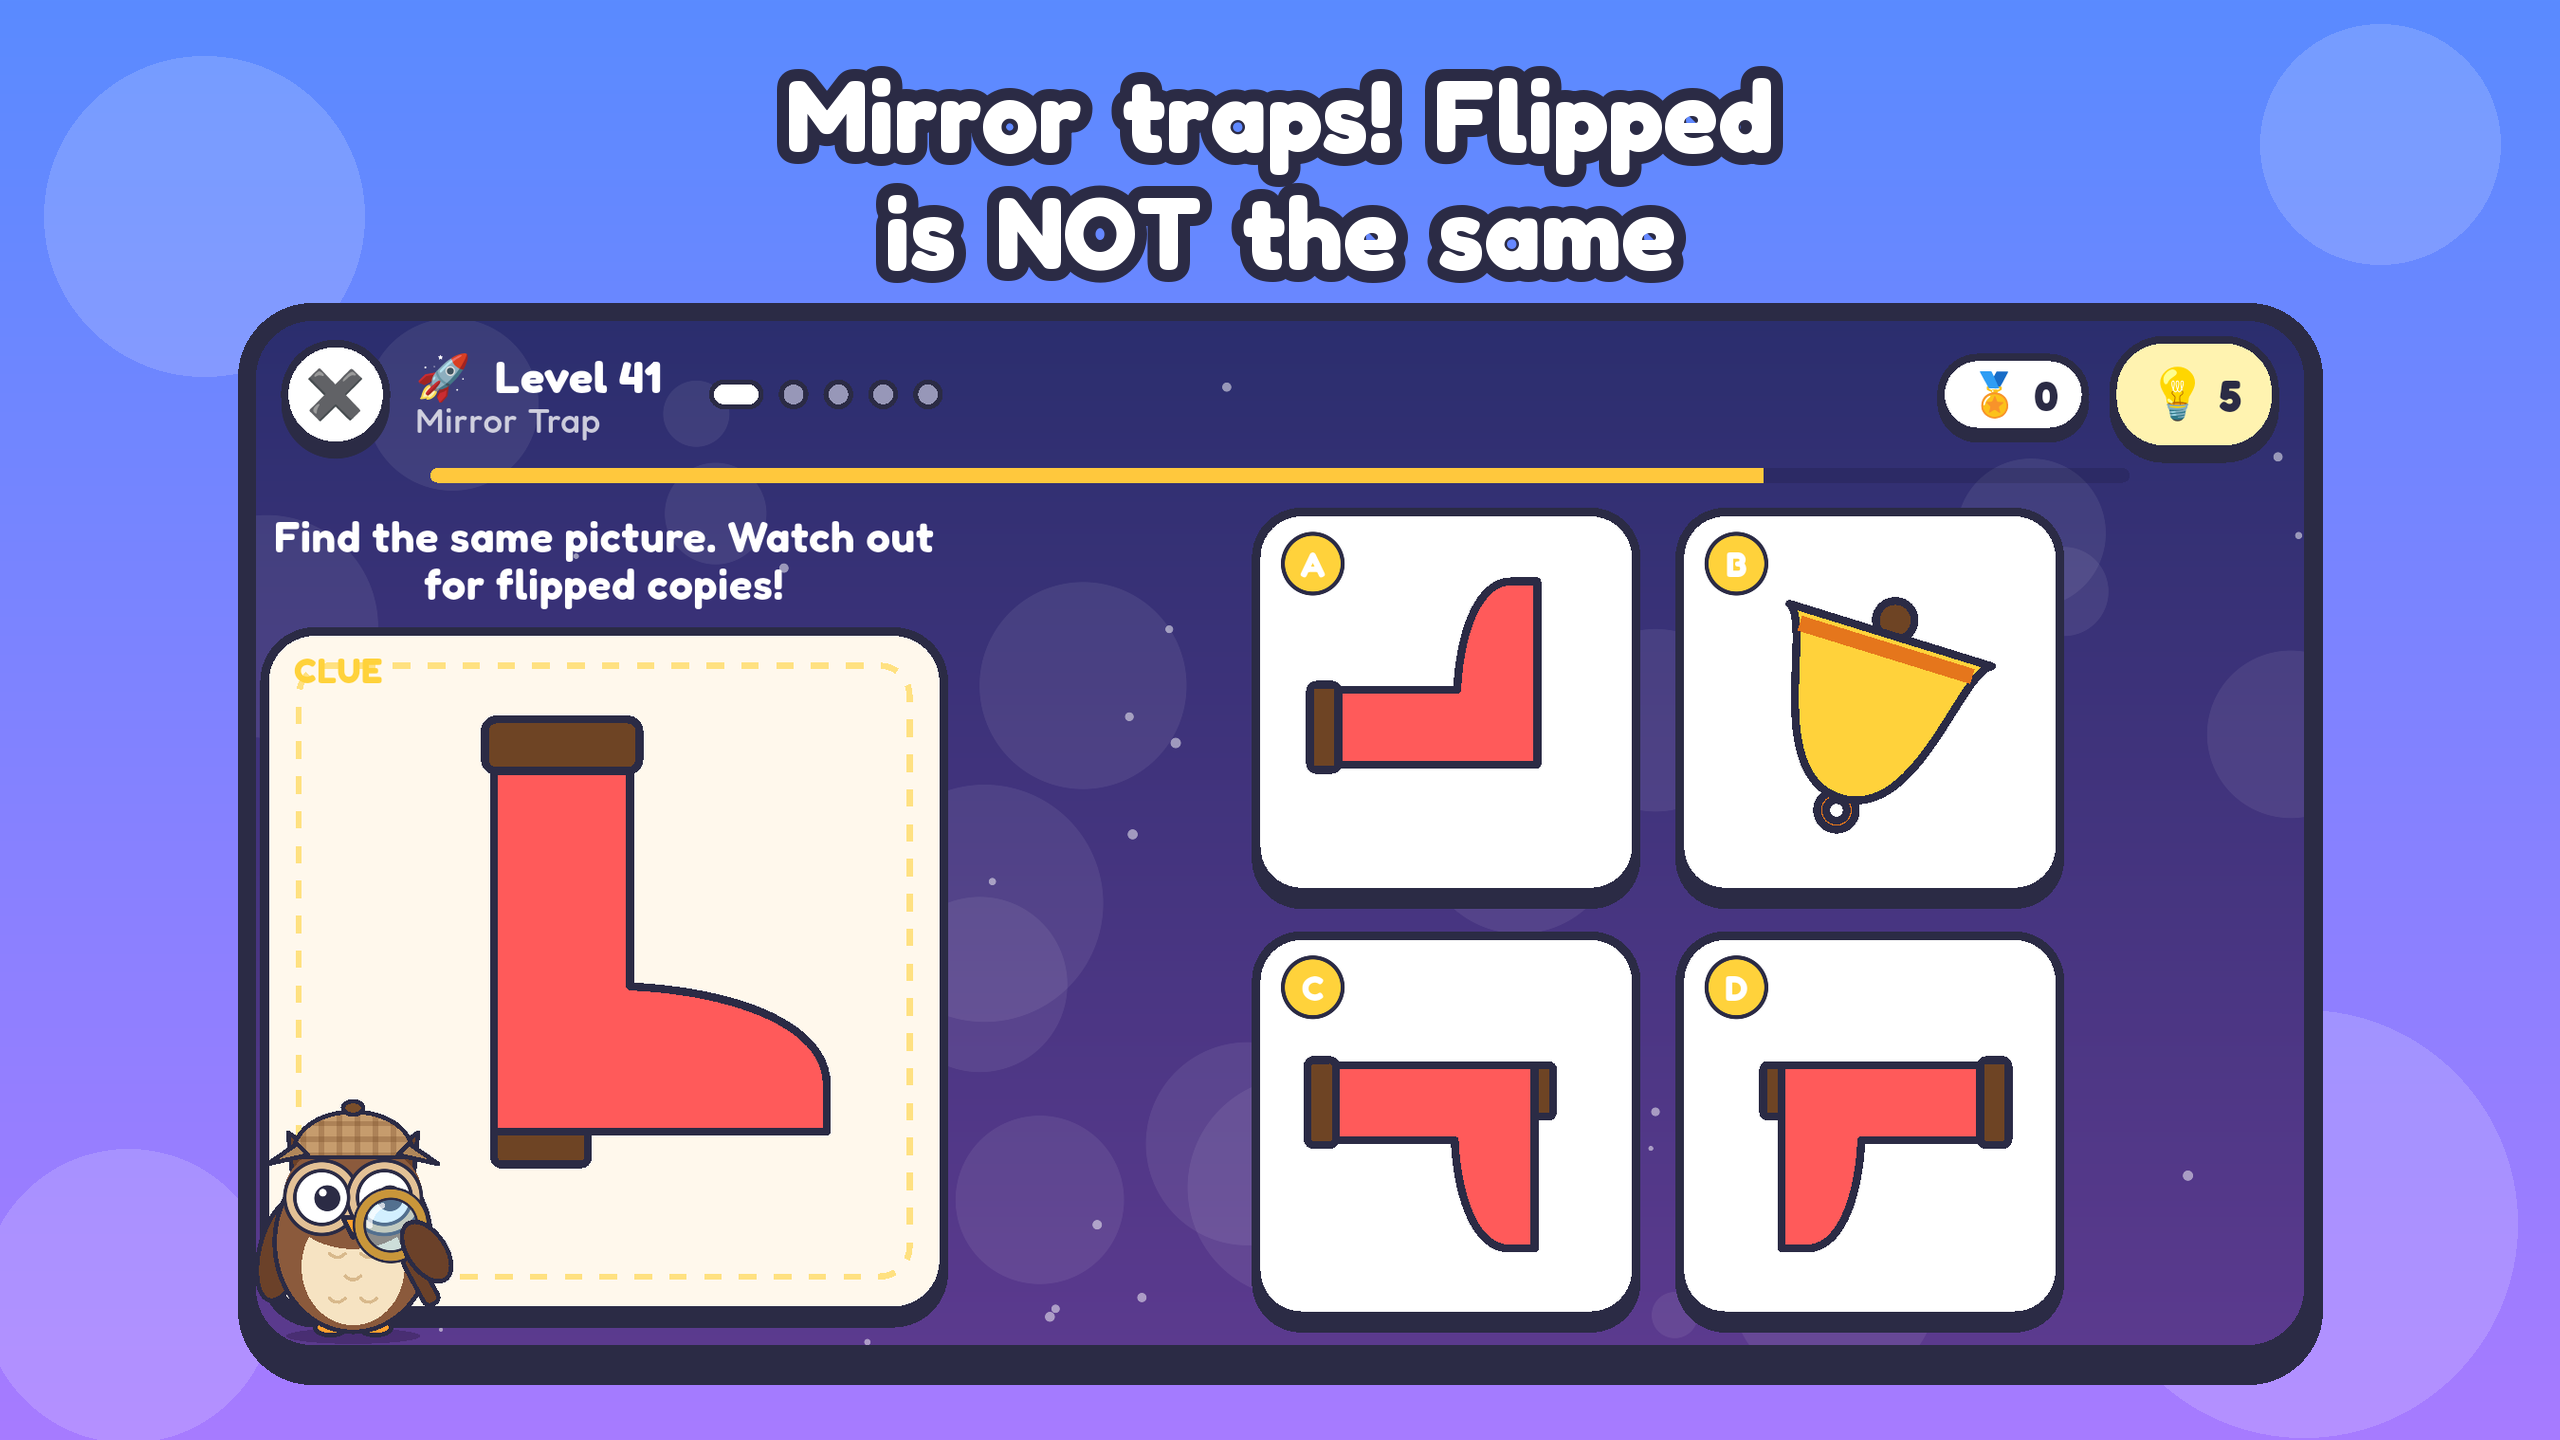 Mirror traps! Flipped
is NOT the same
Level 41
Mirror Trap
0
5
Find the same picture. Watch out
for flipped copies!
CLUE
A
B
C
D